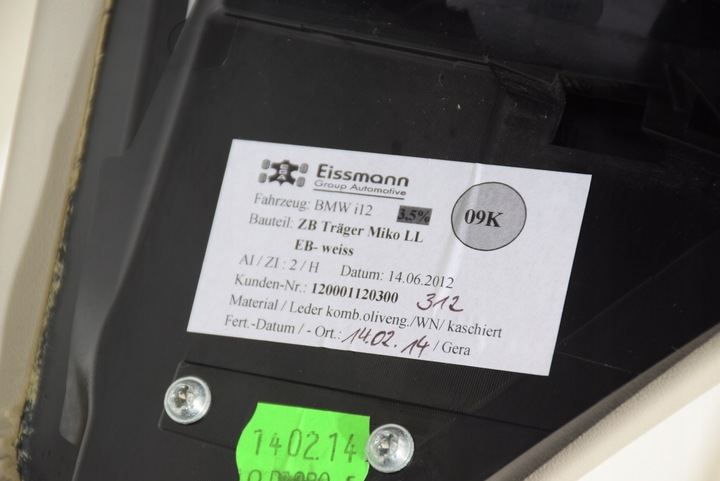 Eissmann
Group Automotive
Fahrzeug: BMW i12 3.5%
09K
Bauteil: ZB Träger Miko LL
EB- weiss
AI / ZI : 2 / H Datum: 14.06.2012
Kunden-Nr.: 120001120300 312
Material / Leder komb.oliveng./WN/ kaschiert
Fert.-Datum / - Ort.: 14.02.14 / Gera
14.02.14